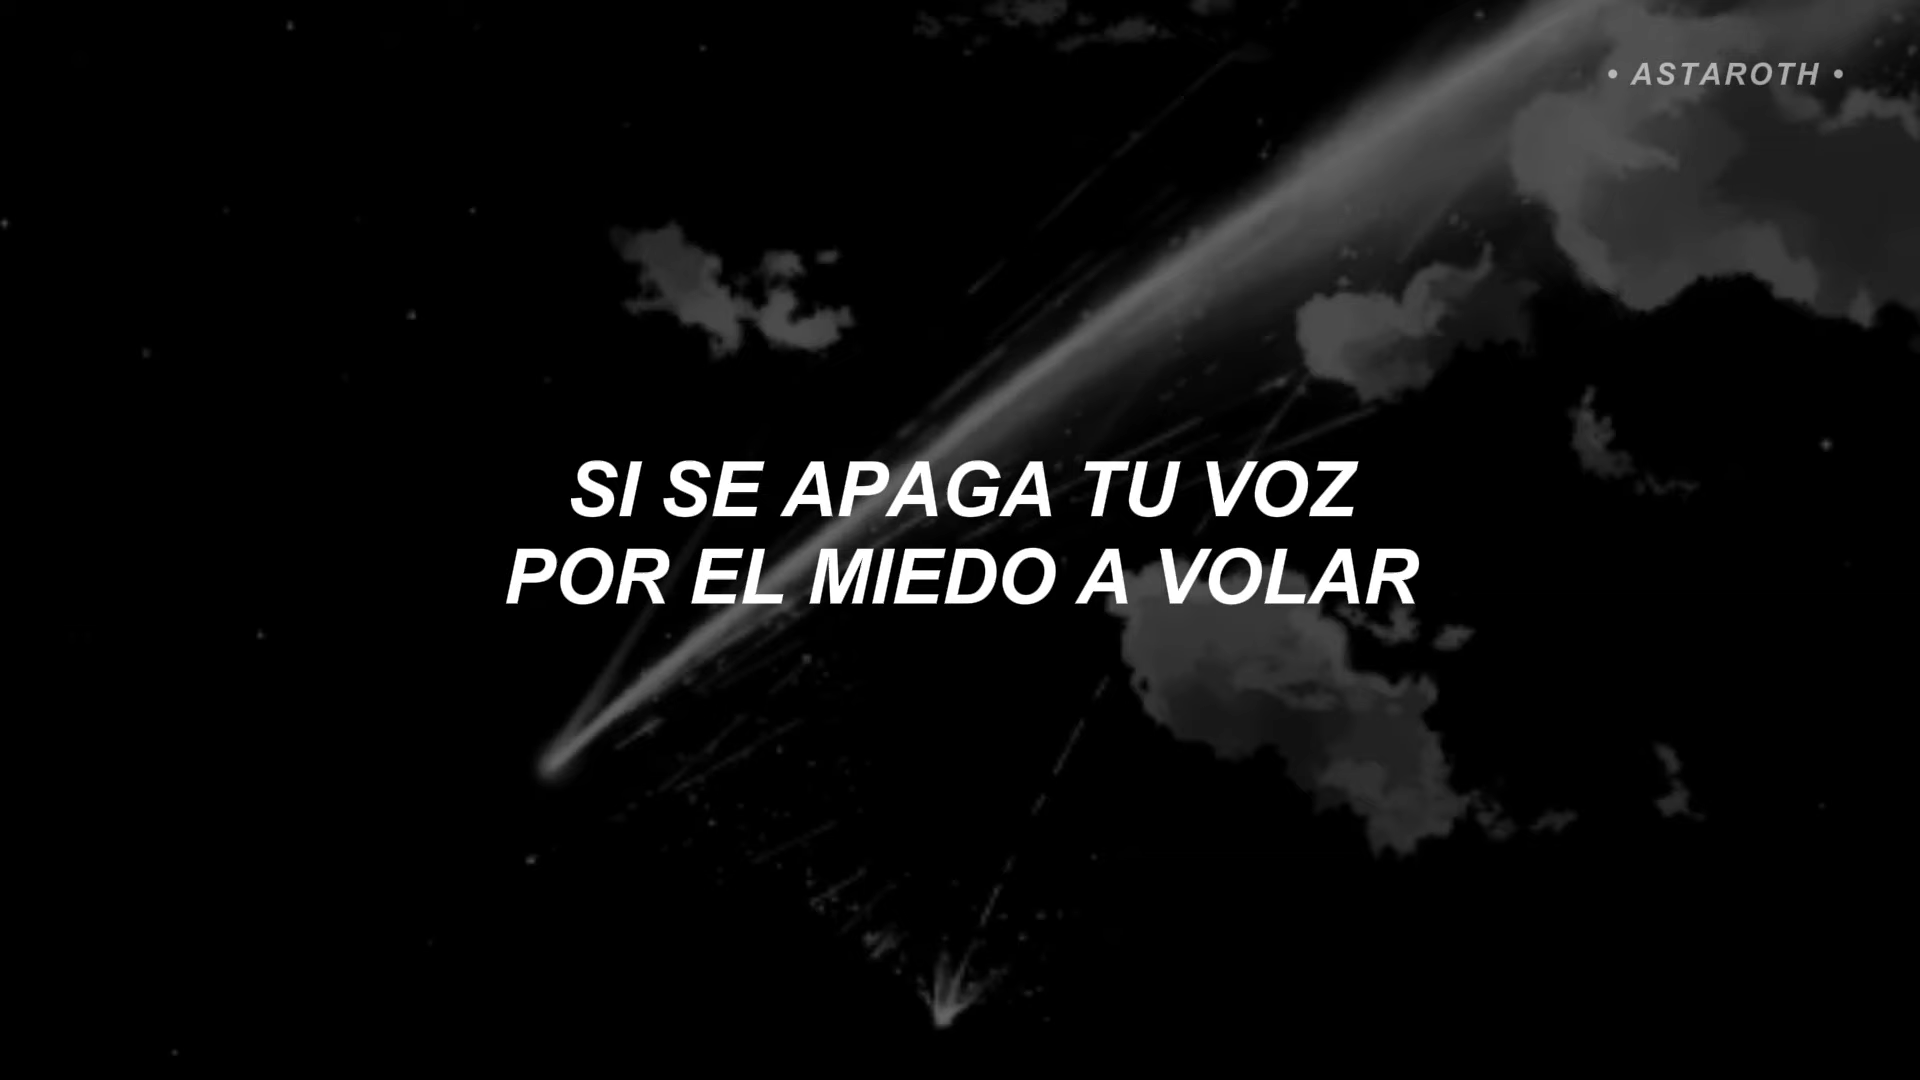 • ASTAROTH •
SI SE APAGA TU VOZ
POR EL MIEDO A VOLAR